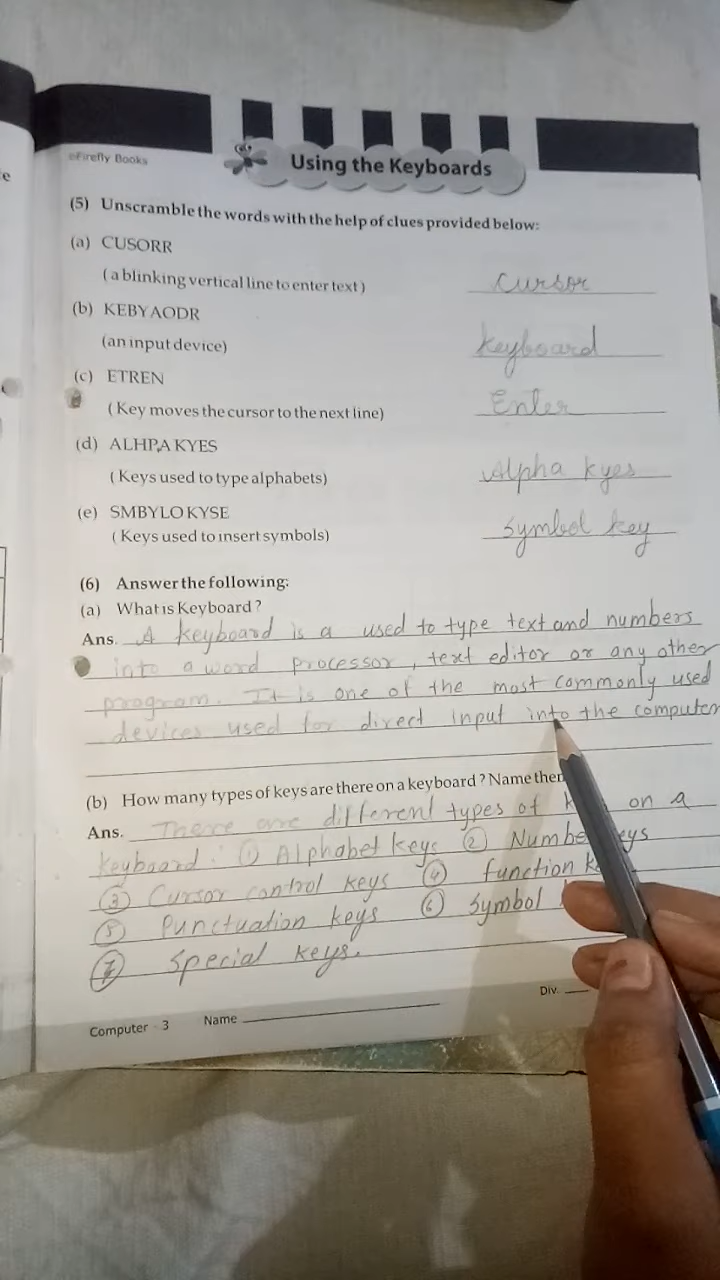 e
©Firefly Books
Using the Keyboards
(5) Unscramble the words with the help of clues provided below:
(a) CUSORR
( a blinking vertical line to enter text ) cursor
(b) KEBYAODR
(an input device) keyboard
(c) ETREN
( Key moves the cursor to the next line) Enter
(d) ALHPA KYES
( Keys used to type alphabets) Alpha kyes
(e) SMBYLO KYSE
( Keys used to insert symbols) symbol key
(6) Answer the following:
(a) What is Keyboard ?
Ans. A keyboard is a used to type text and numbers
into a word processor, text editor or any other
program. It is one of the most commonly used
devices used for direct input into the computer
(b) How many types of keys are there on a keyboard ? Name
Ans. There are different types of on a
keyboard. ① Alphabet keys ②
③ Cursor control keys ④ function
⑤ Punctuation keys ⑥ symbol
⑦ special keys.
Div.
Computer - 3 Name